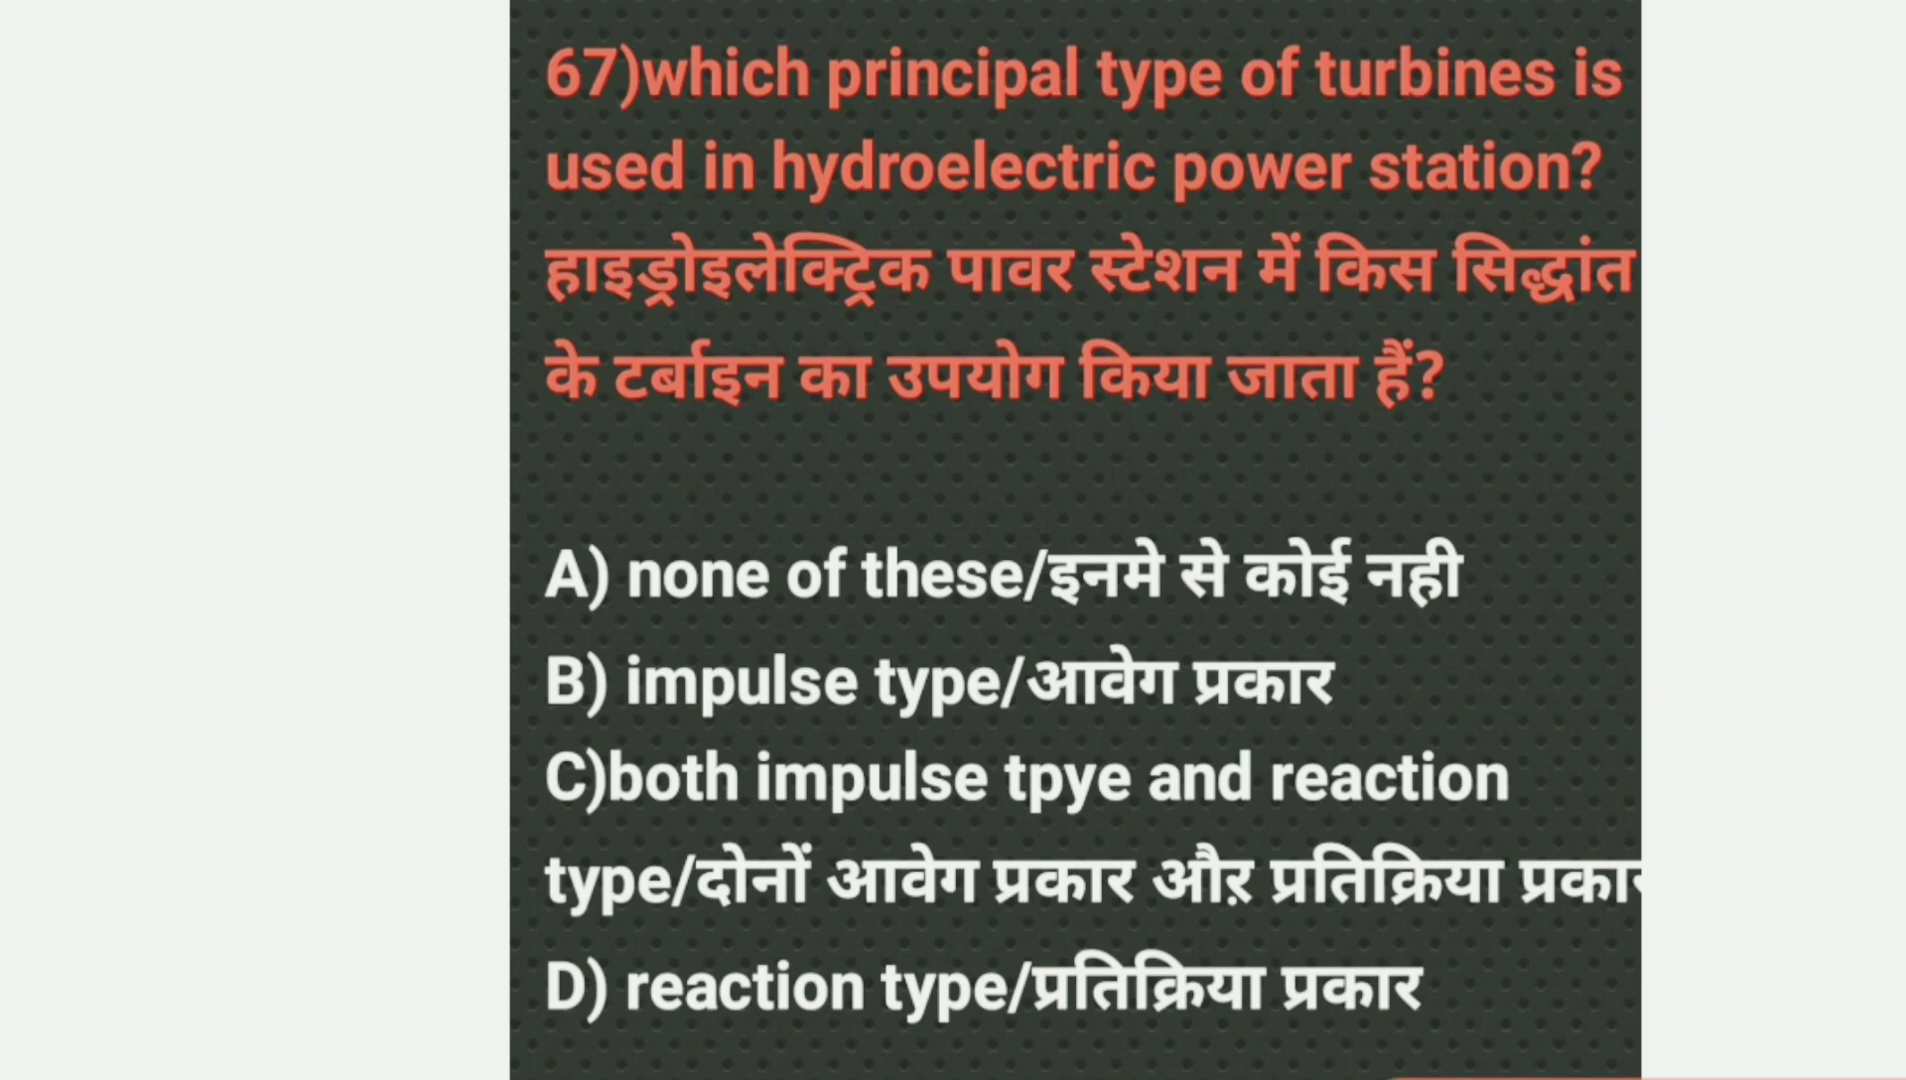 67)which principal type of turbines is
used in hydroelectric power station?
हाइड्रोइलेक्ट्रिक पावर स्टेशन में किस सिद्धांत
के टर्बाइन का उपयोग किया जाता हैं?
A) none of these/इनमे से कोई नही
B) impulse type/आवेग प्रकार
C)both impulse tpye and reaction
type/दोनों आवेग प्रकार और प्रतिक्रिया प्रकार
D) reaction type/प्रतिक्रिया प्रकार